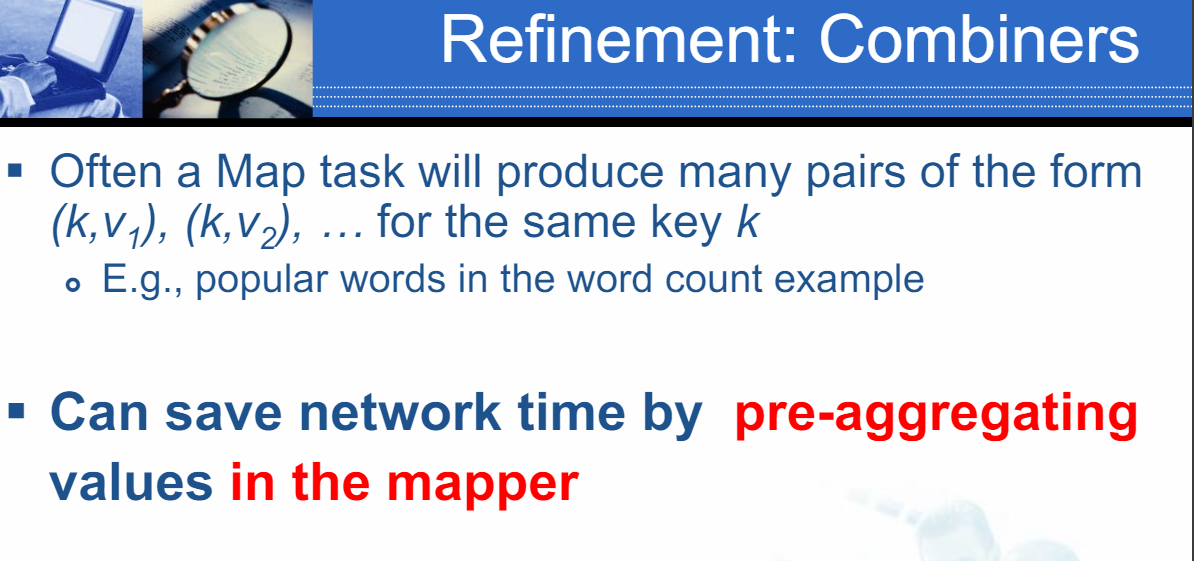 Refinement: Combiners
▪ Often a Map task will produce many pairs of the form
(k,v₁), (k,v₂), … for the same key k
∘ E.g., popular words in the word count example
▪ Can save network time by pre-aggregating
values in the mapper